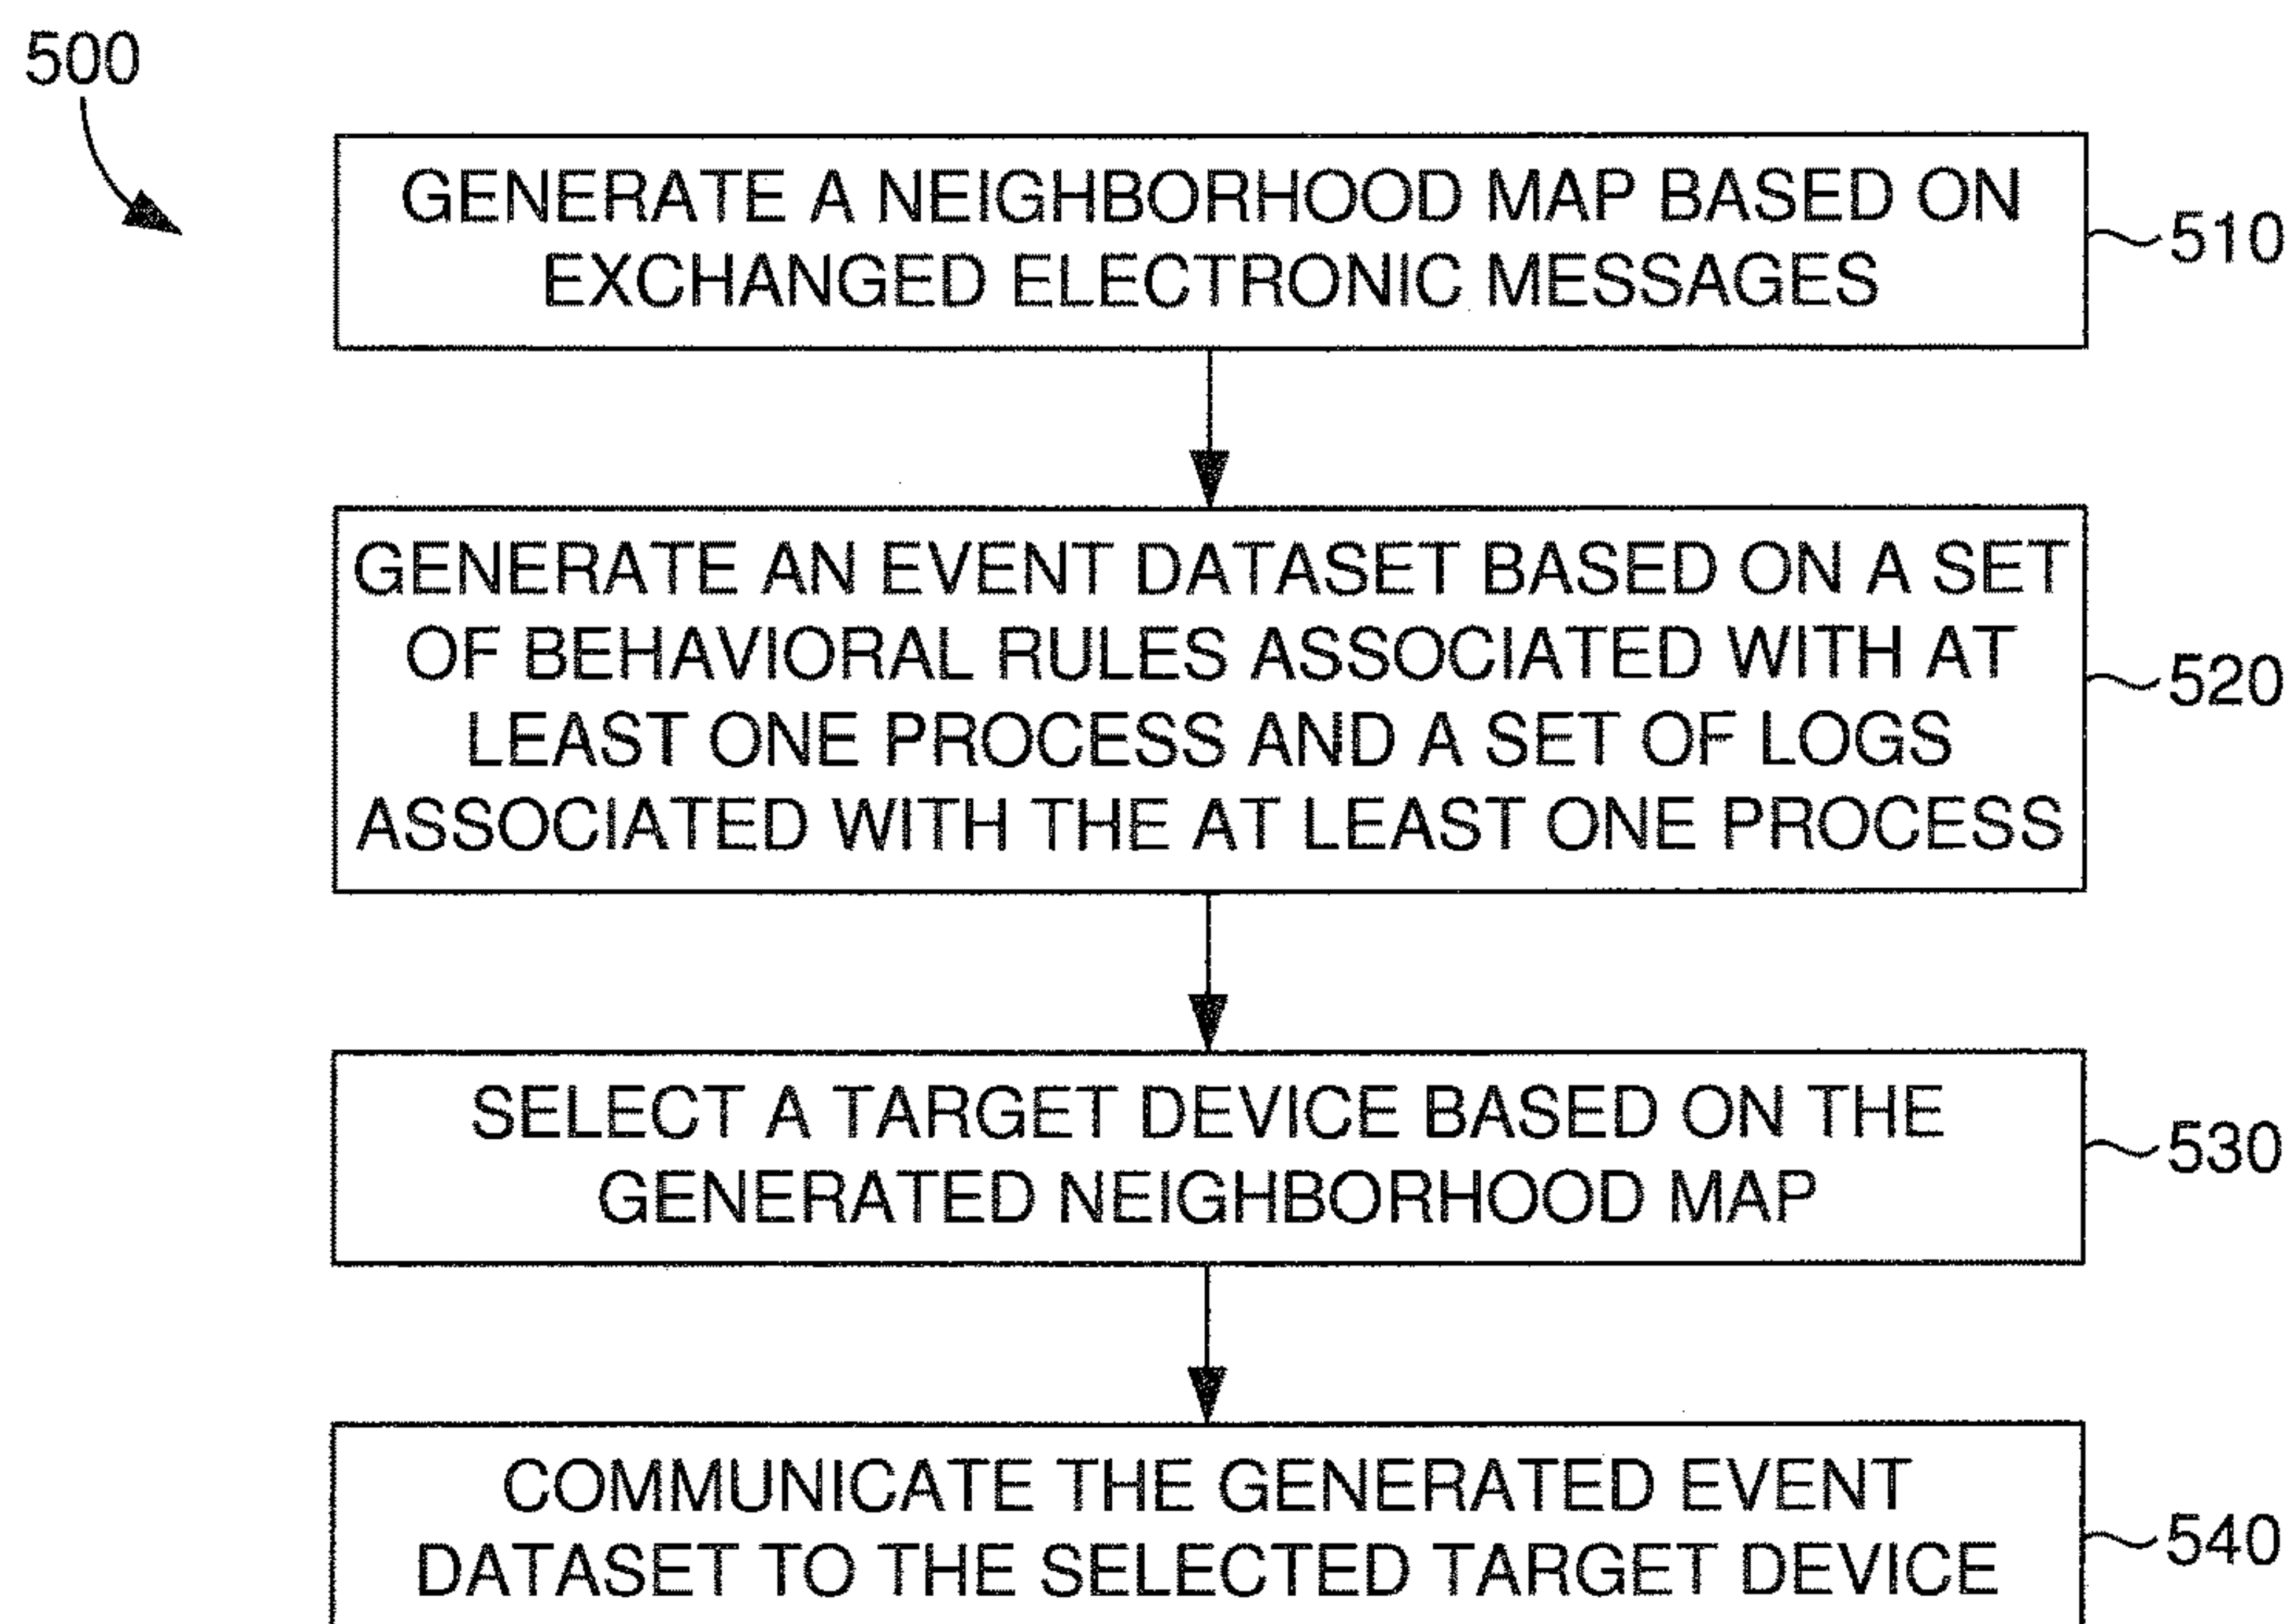 500
GENERATE A NEIGHBORHOOD MAP BASED ON
EXCHANGED ELECTRONIC MESSAGES
510
GENERATE AN EVENT DATASET BASED ON A SET
OF BEHAVIORAL RULES ASSOCIATED WITH AT
LEAST ONE PROCESS AND A SET OF LOGS
ASSOCIATED WITH THE AT LEAST ONE PROCESS
520
SELECT A TARGET DEVICE BASED ON THE
GENERATED NEIGHBORHOOD MAP
530
COMMUNICATE THE GENERATED EVENT
DATASET TO THE SELECTED TARGET DEVICE
540